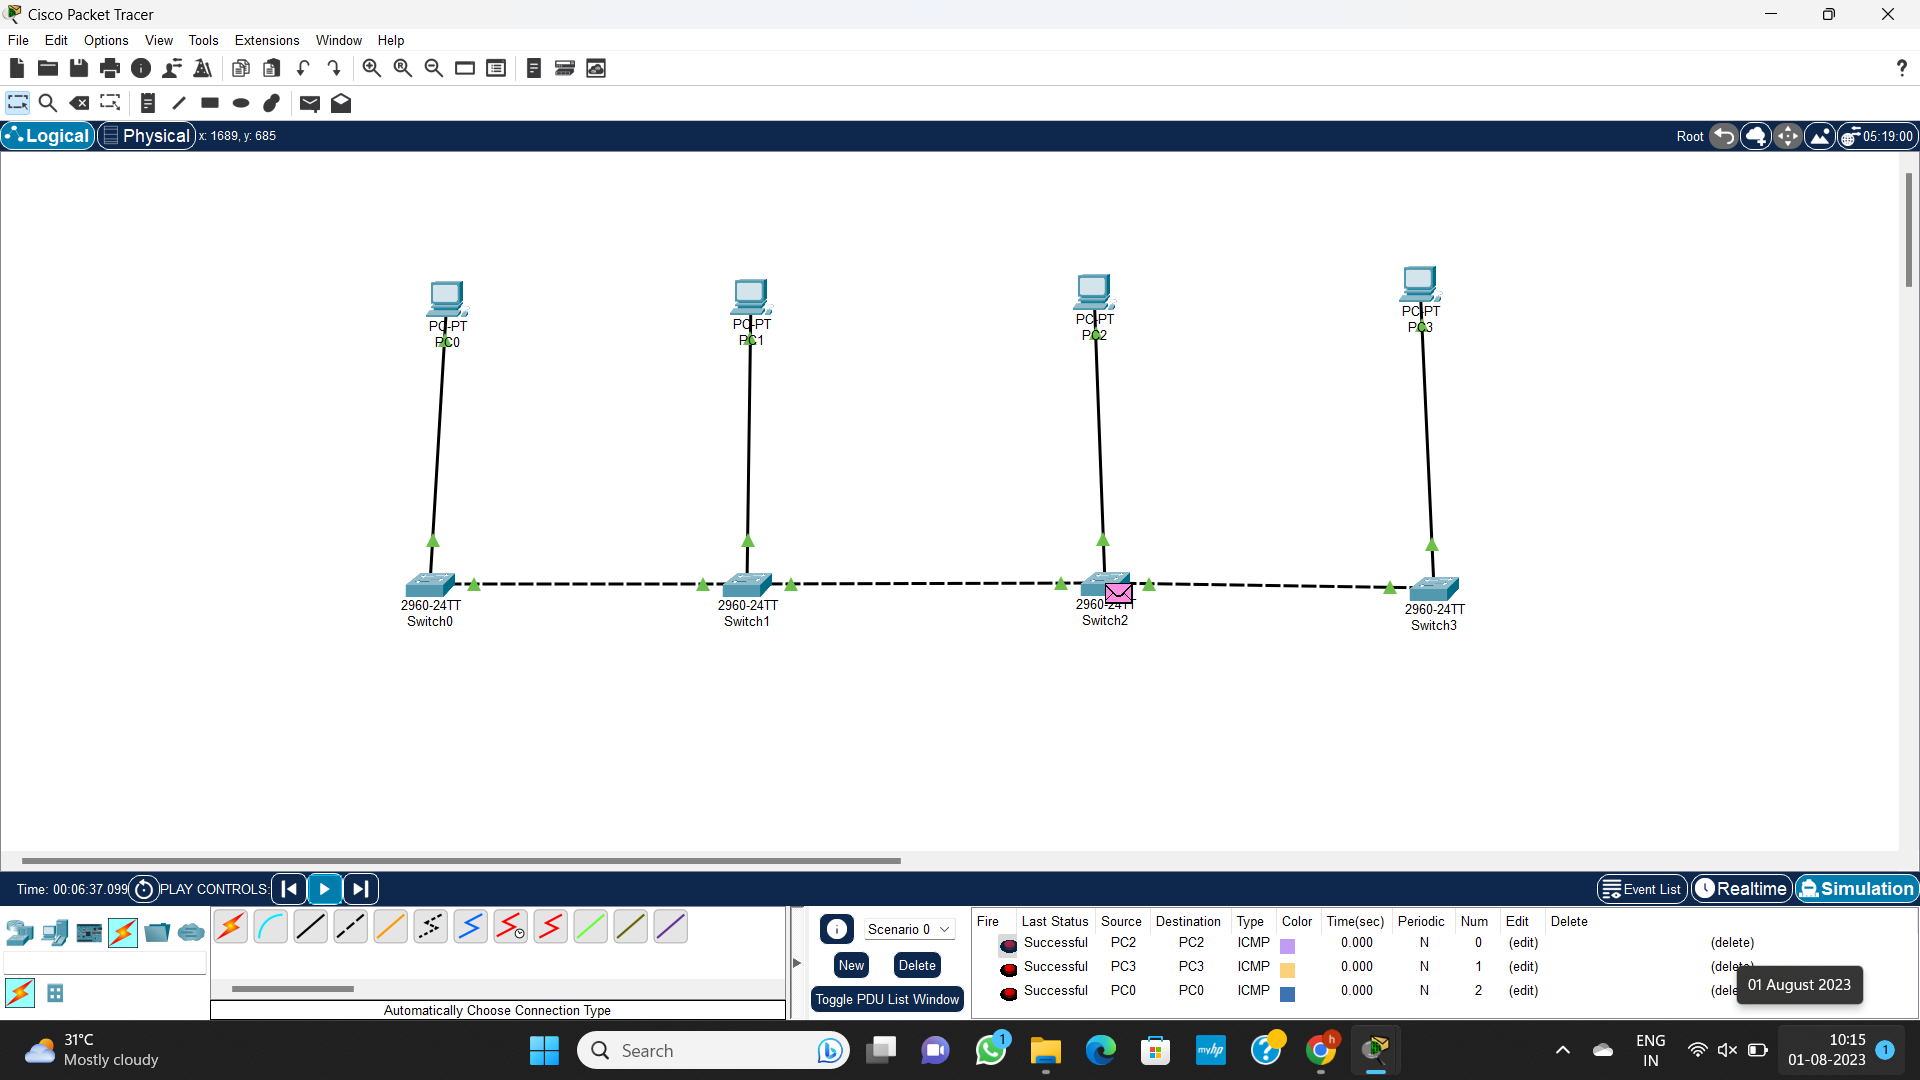 Cisco Packet Tracer
File Edit Options View Tools Extensions Window Help
Logical Physical x: 1689, y: 685 Root 05:19:00
PC-PT
PC0
PC-PT
PC1
PC-PT
PC2
PC-PT
PC3
2960-24TT
Switch0
2960-24TT
Switch1
2960-24TT
Switch2
2960-24TT
Switch3
Time: 00:06:37.099 PLAY CONTROLS: Event List Realtime Simulation
Scenario 0
New Delete
Toggle PDU List Window
Automatically Choose Connection Type
Fire Last Status Source Destination Type Color Time(sec) Periodic Num Edit Delete
Successful PC2 PC2 ICMP 0.000 N 0 (edit) (delete)
Successful PC3 PC3 ICMP 0.000 N 1 (edit)
Successful PC0 PC0 ICMP 0.000 N 2 (edit)
01 August 2023
31°C
Mostly cloudy
Search
1
myhp
h
ENG
IN
10:15
01-08-2023
1